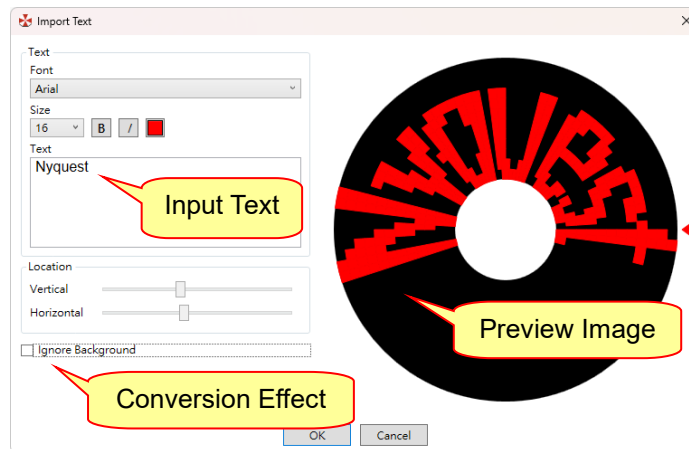 Import Text
Text
Font
Arial
Size
16
B
/
Text
Nyquest
Input Text
Location
Vertical
Horizontal
Ignore Background
Nyquest
Preview Image
Conversion Effect
OK
Cancel